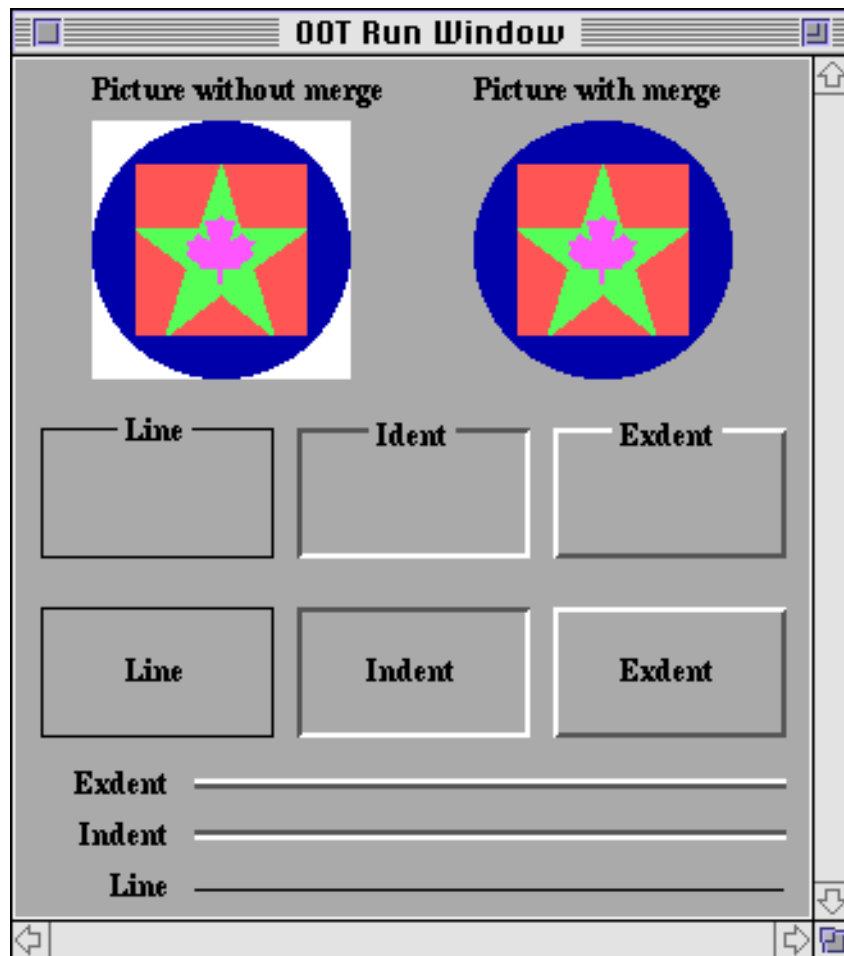 OOT Run Window
Picture without merge Picture with merge
Line Ident Exdent
Line Indent Exdent
Exdent
Indent
Line